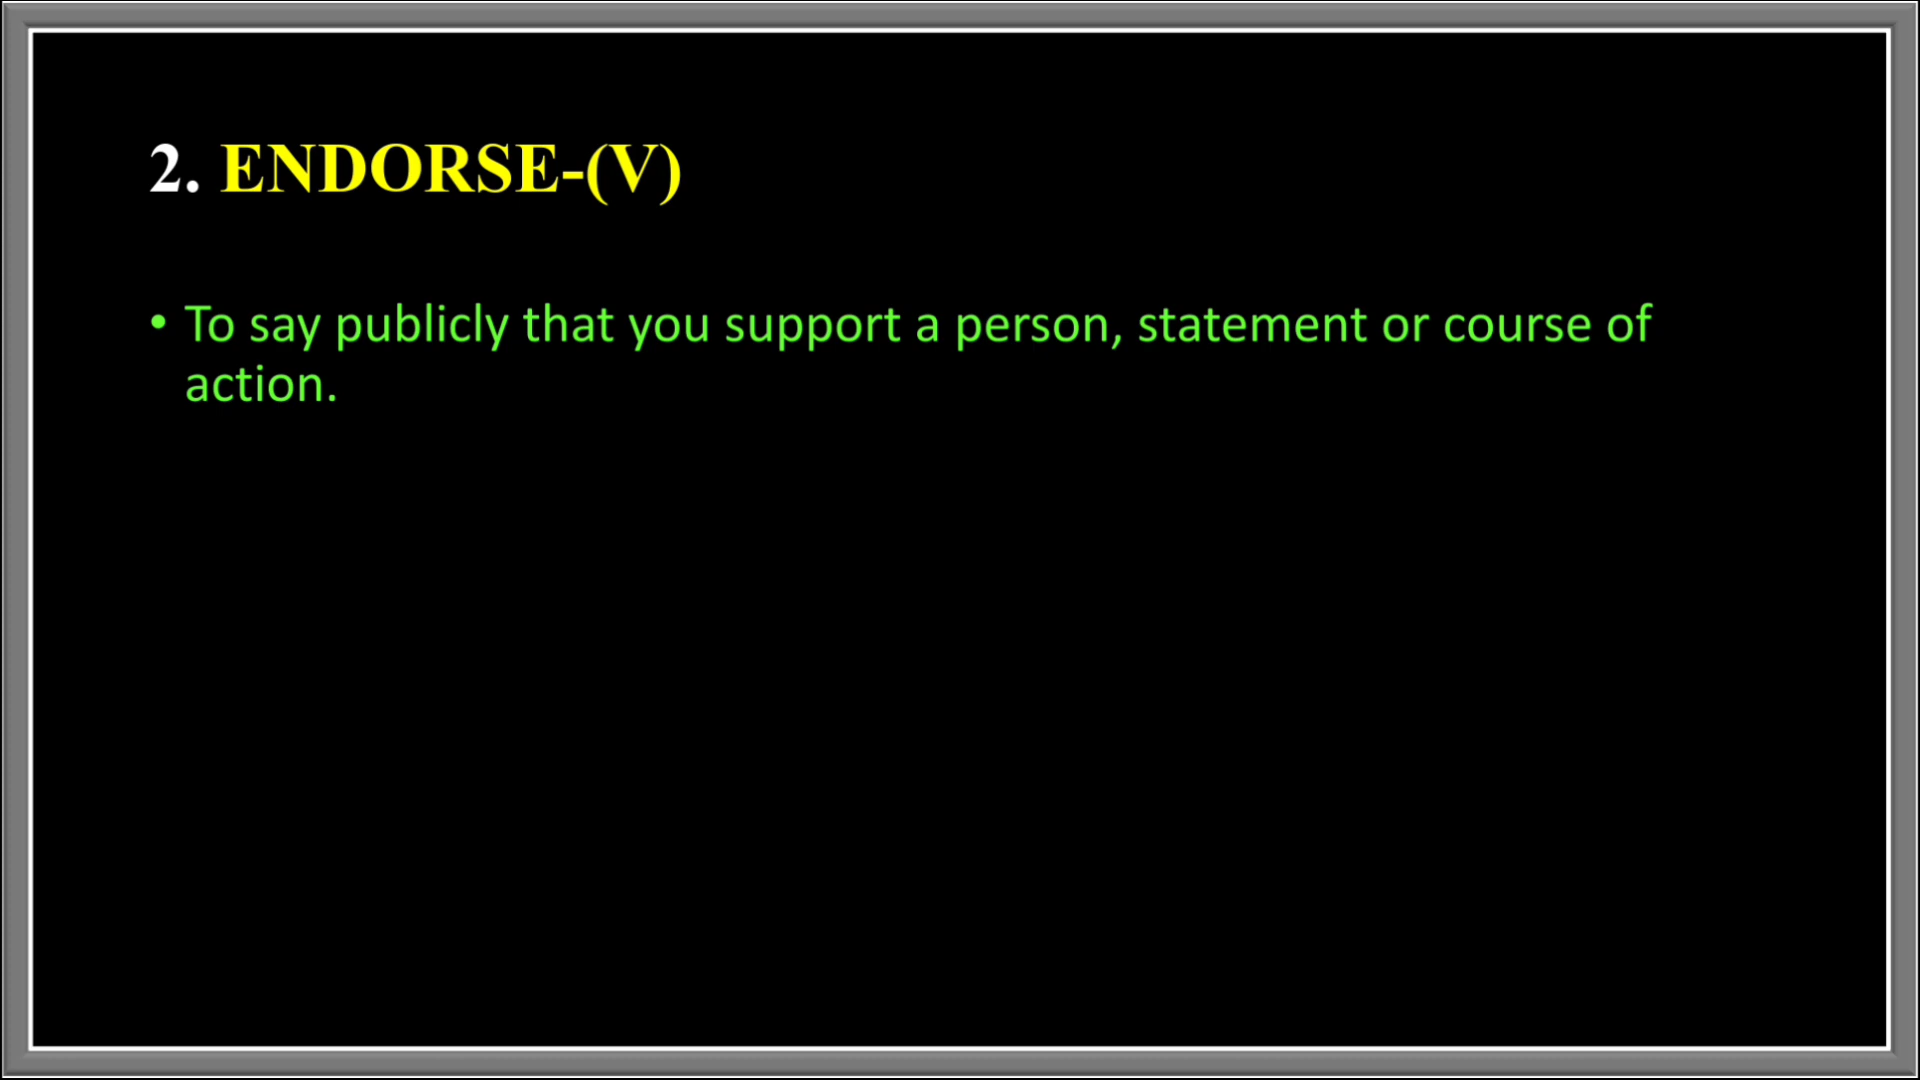 2. ENDORSE-(V)
• To say publicly that you support a person, statement or course of
action.